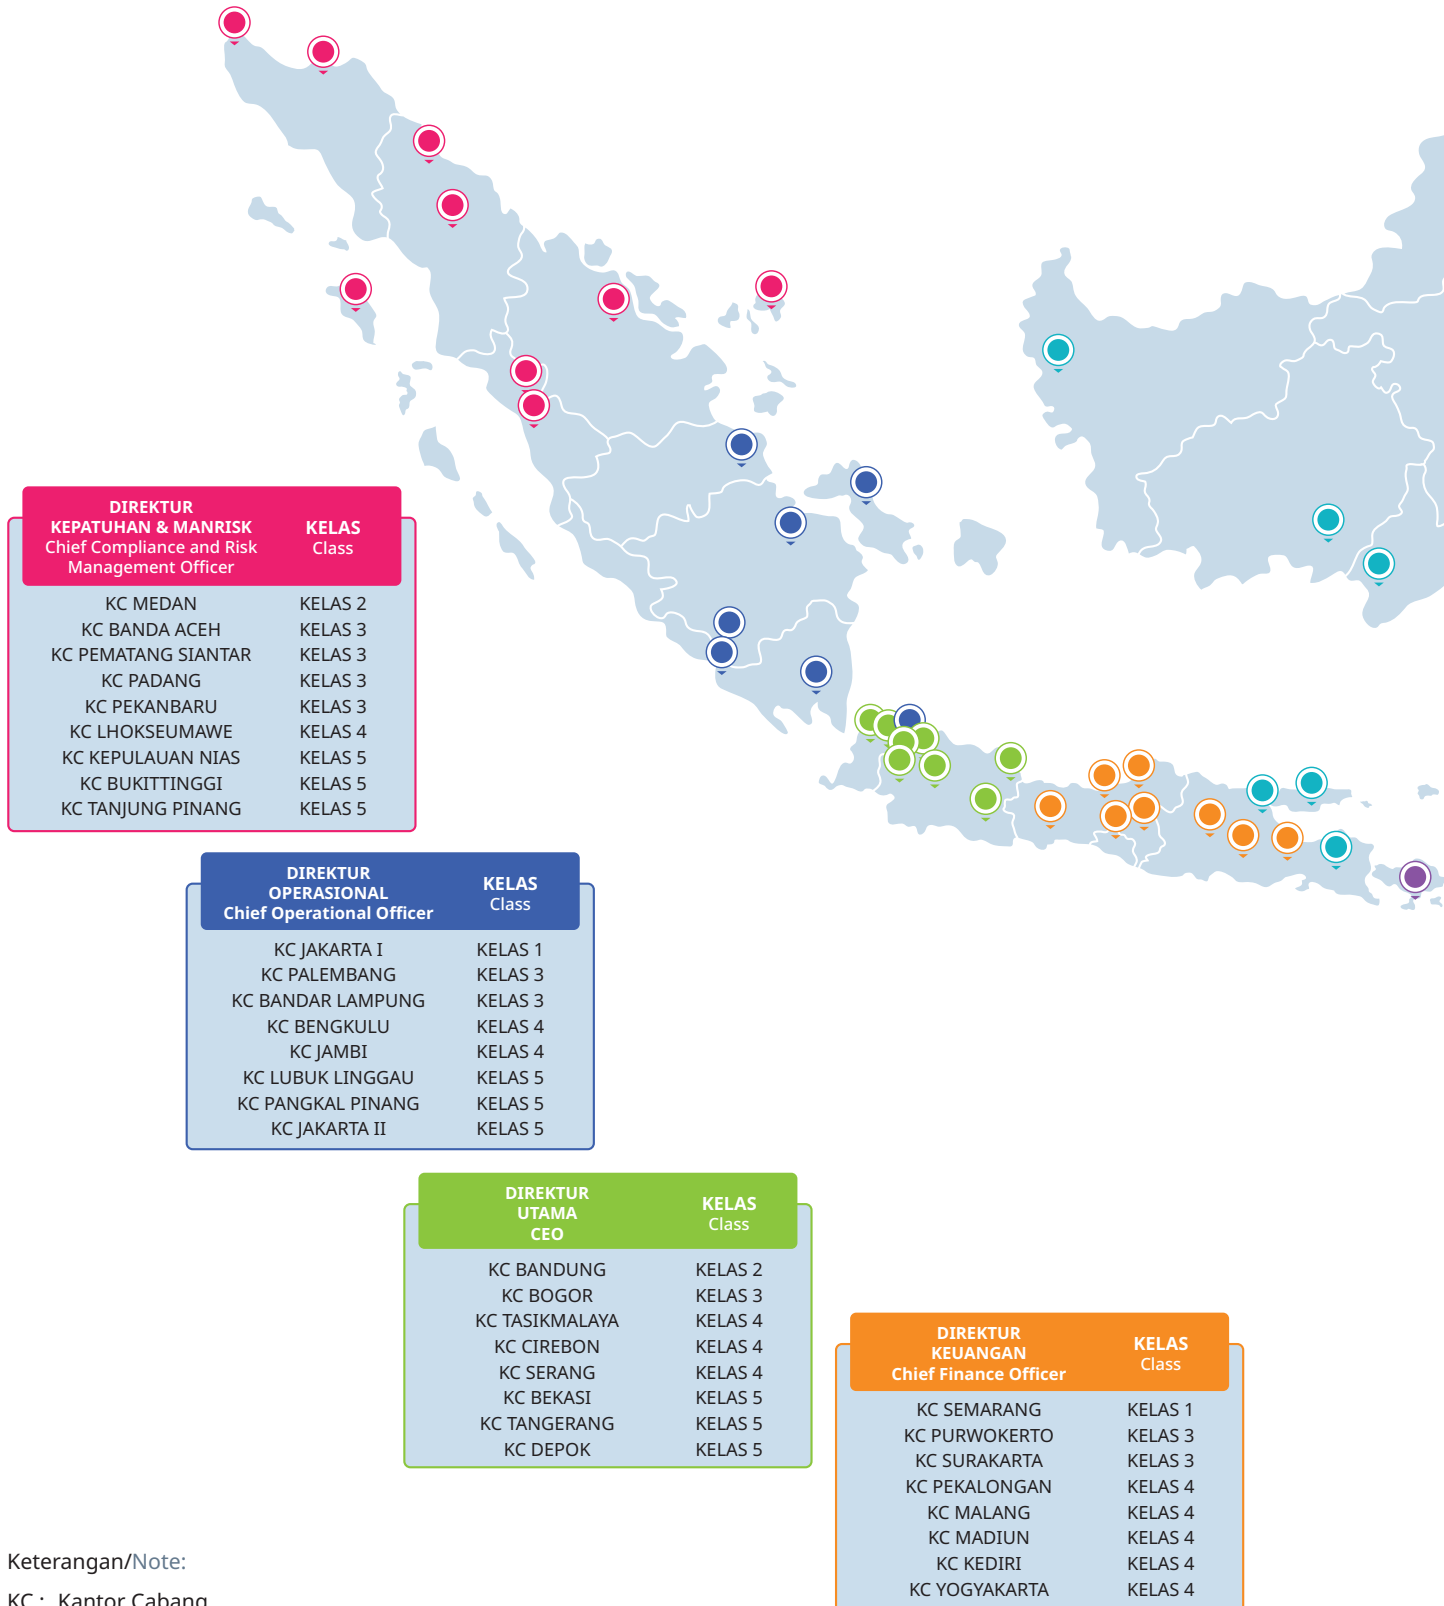 DIREKTUR
KEPATUHAN & MANRISK
Chief Compliance and Risk
Management Officer
KELAS
Class
KC MEDAN KELAS 2
KC BANDA ACEH KELAS 3
KC PEMATANG SIANTAR KELAS 3
KC PADANG KELAS 3
KC PEKANBARU KELAS 3
KC LHOKSEUMAWE KELAS 4
KC KEPULAUAN NIAS KELAS 5
KC BUKITTINGGI KELAS 5
KC TANJUNG PINANG KELAS 5
DIREKTUR
OPERASIONAL
Chief Operational Officer
KELAS
Class
KC JAKARTA I KELAS 1
KC PALEMBANG KELAS 3
KC BANDAR LAMPUNG KELAS 3
KC BENGKULU KELAS 4
KC JAMBI KELAS 4
KC LUBUK LINGGAU KELAS 5
KC PANGKAL PINANG KELAS 5
KC JAKARTA II KELAS 5
DIREKTUR
UTAMA
CEO
KELAS
Class
KC BANDUNG KELAS 2
KC BOGOR KELAS 3
KC TASIKMALAYA KELAS 4
KC CIREBON KELAS 4
KC SERANG KELAS 4
KC BEKASI KELAS 5
KC TANGERANG KELAS 5
KC DEPOK KELAS 5
DIREKTUR
KEUANGAN
Chief Finance Officer
KELAS
Class
KC SEMARANG KELAS 1
KC PURWOKERTO KELAS 3
KC SURAKARTA KELAS 3
KC PEKALONGAN KELAS 4
KC MALANG KELAS 4
KC MADIUN KELAS 4
KC KEDIRI KELAS 4
KC YOGYAKARTA KELAS 4
Keterangan/Note:
KC : Kantor Cabang